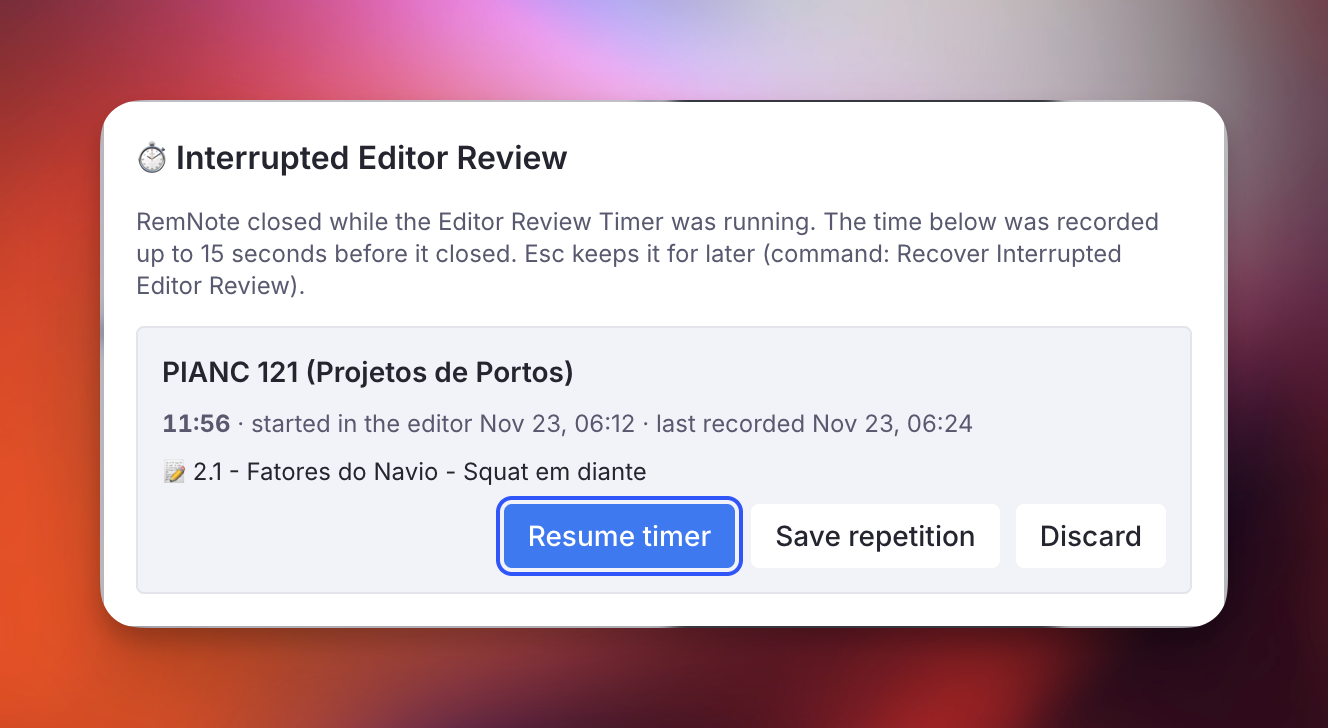 ⏱️ Interrupted Editor Review
RemNote closed while the Editor Review Timer was running. The time below was recorded
up to 15 seconds before it closed. Esc keeps it for later (command: Recover Interrupted
Editor Review).
PIANC 121 (Projetos de Portos)
11:56 · started in the editor Nov 23, 06:12 · last recorded Nov 23, 06:24
📝 2.1 - Fatores do Navio - Squat em diante
Resume timer Save repetition Discard